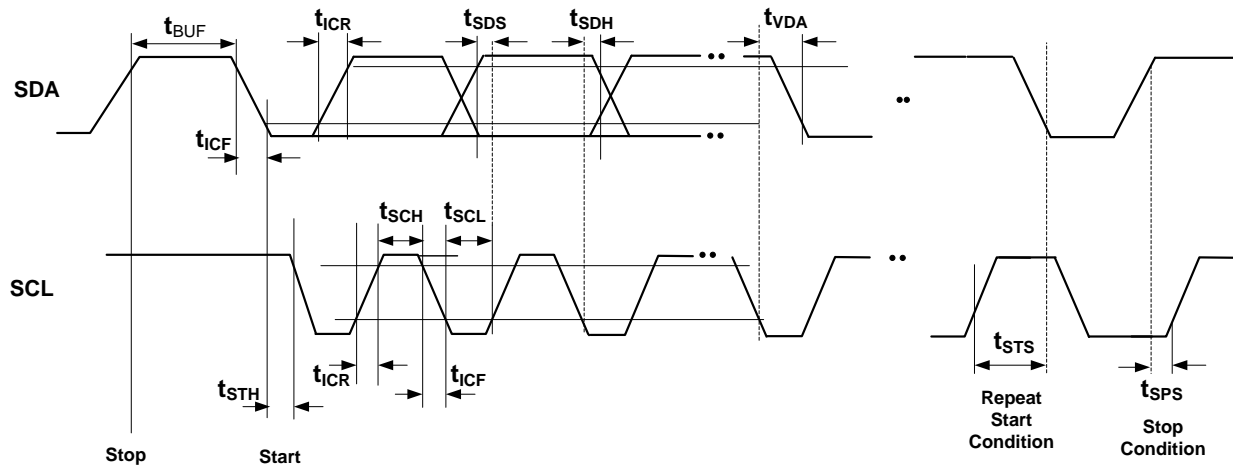 tBUF
tICR
tSDS
tSDH
tVDA
SDA
tICF
tSCH
tSCL
SCL
tSTH
tICR
tICF
tSTS
tSPS
Stop
Start
Repeat
Start
Condition
Stop
Condition